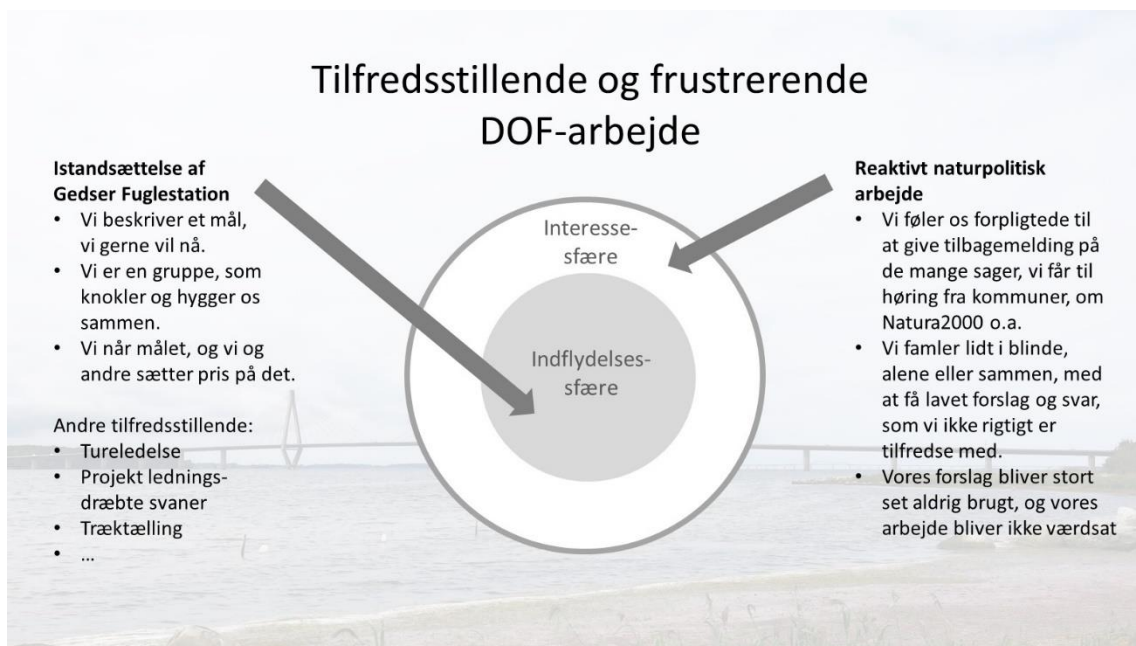 Tilfredsstillende og frustrerende
DOF-arbejde
Istandsættelse af
Gedser Fuglestation
• Vi beskriver et mål,
vi gerne vil nå.
• Vi er en gruppe, som
knokler og hygger os
sammen.
• Vi når målet, og vi og
andre sætter pris på det.
Andre tilfredsstillende:
• Tureledelse
• Projekt lednings-
dræbte svaner
• Træktælling
• ...
Interesse-
sfære
Indflydelses-
sfære
Reaktivt naturpolitisk
arbejde
• Vi føler os forpligtede til
at give tilbagemelding på
de mange sager, vi får til
høring fra kommuner, om
Natura2000 o.a.
• Vi famler lidt i blinde,
alene eller sammen, med
at få lavet forslag og svar,
som vi ikke rigtigt er
tilfredse med.
• Vores forslag bliver stort
set aldrig brugt, og vores
arbejde bliver ikke værdsat